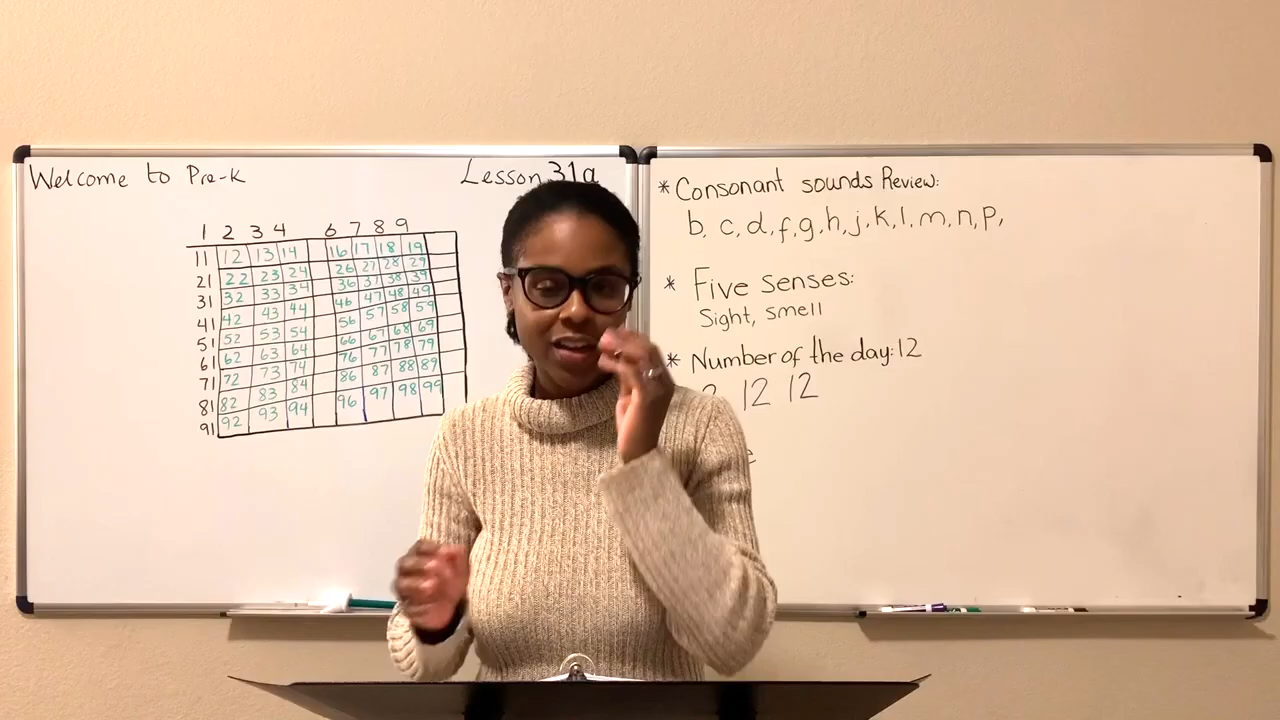 Welcome to Pre-K
Lesson 31a
1 2 3 4 6 7 8 9
11 12 13 14 16 17 18 19
21 22 23 24 26 27 28 29
31 32 33 34 36 37 38 39
41 42 43 44 46 47 48 49
51 52 53 54 56 57 58 59
61 62 63 64 66 67 68 69
71 72 73 74 76 77 78 79
81 82 83 84 86 87 88 89
91 92 93 94 96 97 98 99
* Consonant sounds Review:
b, c, d, f, g, h, j, k, l, m, n, p,
* Five senses:
Sight, smell
* Number of the day: 12
12 12